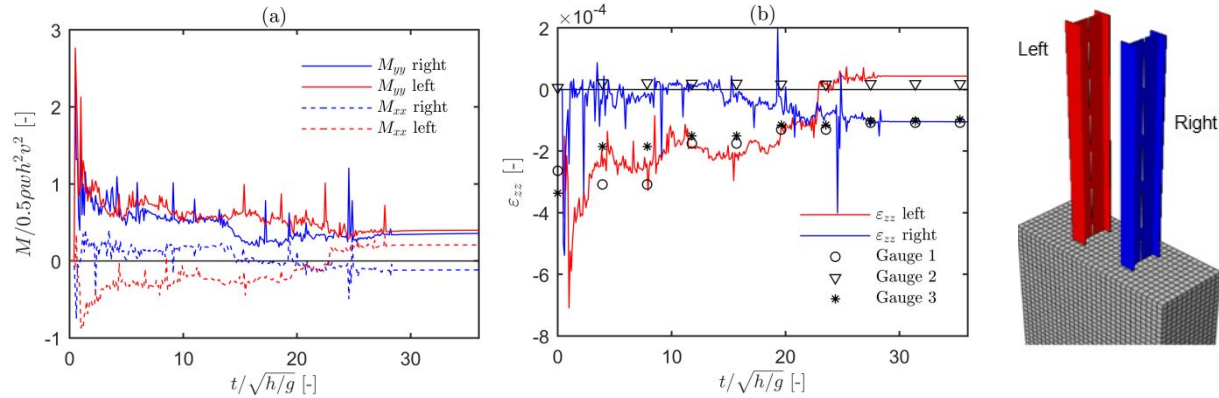 (a)
3
2
1
0
-1
0
10
20
30
M/0.5pwh²v² [-]
t/√h/g [-]
M_yy right
M_yy left
M_xx right
M_xx left
×10⁻⁴
(b)
2
0
-2
-4
-6
-8
0
10
20
30
ε_zz [-]
t/√h/g [-]
ε_zz left
ε_zz right
Gauge 1
Gauge 2
Gauge 3
Left
Right